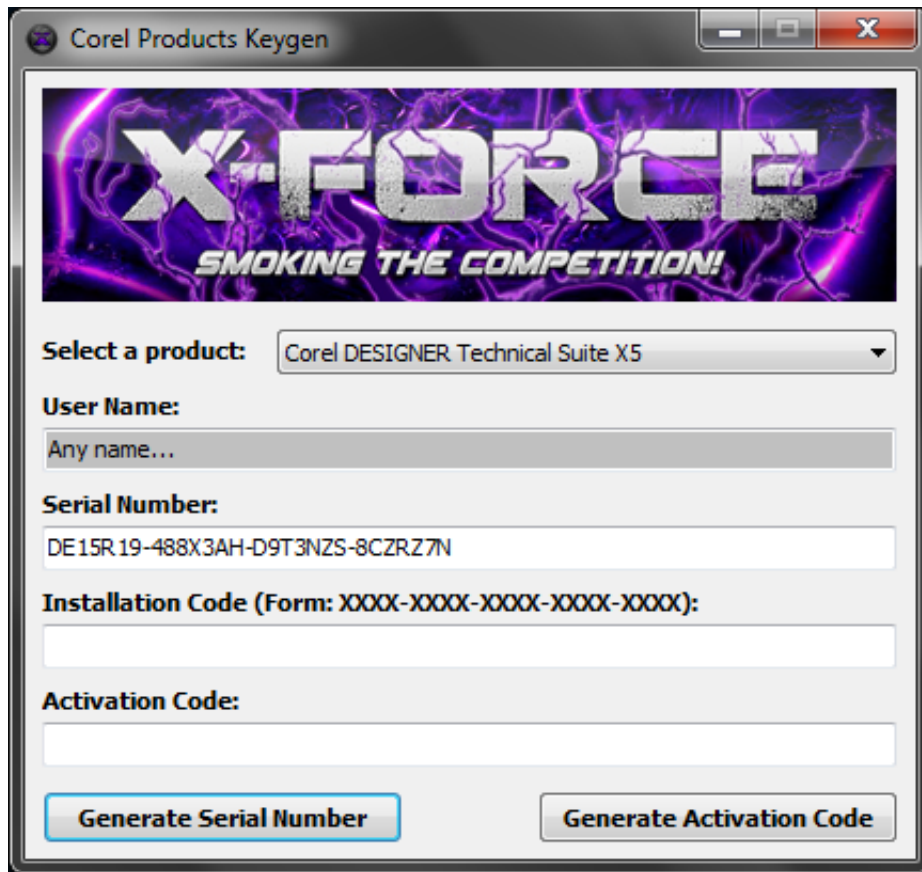 Corel Products Keygen
X-FORCE
SMOKING THE COMPETITION!
Select a product: Corel DESIGNER Technical Suite X5
User Name:
Any name...
Serial Number:
DE15R19-488X3AH-D9T3NZS-8CZRZ7N
Installation Code (Form: XXXX-XXXX-XXXX-XXXX-XXXX):
Activation Code:
Generate Serial Number Generate Activation Code